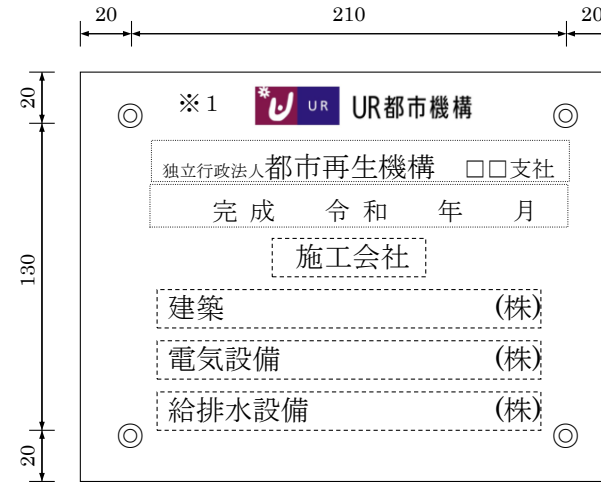 20 210 20
20
※1 UR UR都市機構
独立行政法人都市再生機構 □□支社
完成 令和 年 月
130
施工会社
建築 (株)
電気設備 (株)
給排水設備 (株)
20